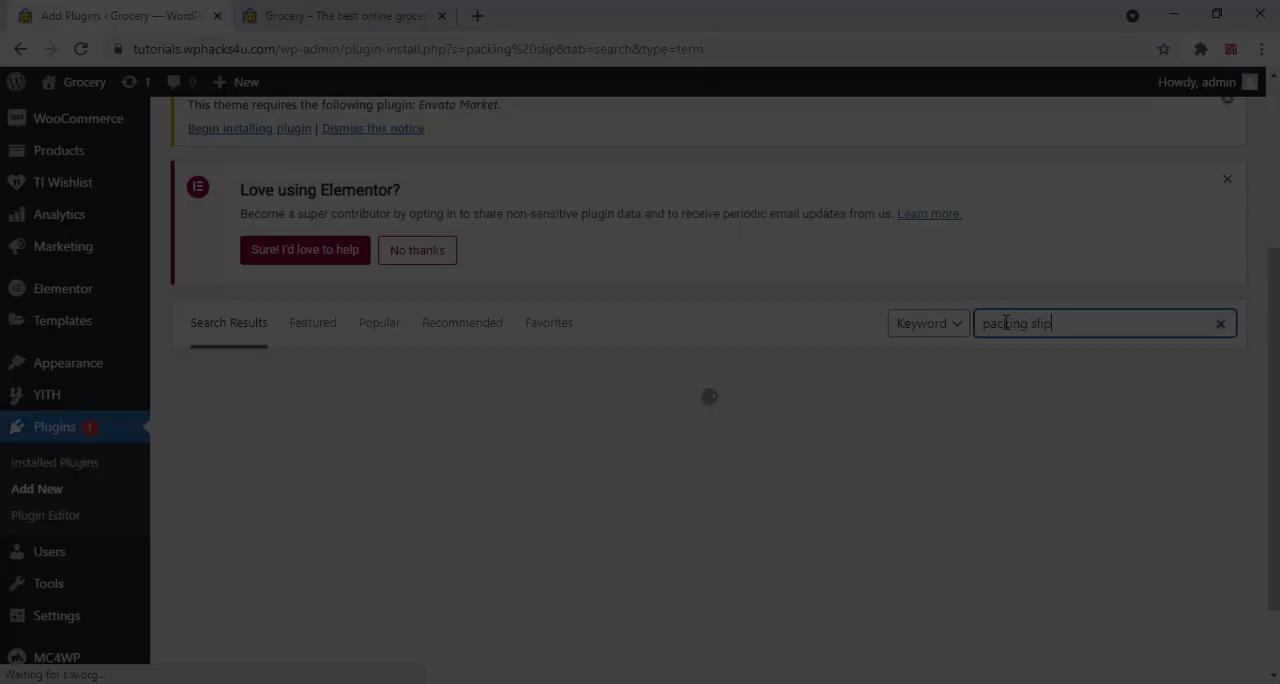 Add Plugins ‹ Grocery — WordP
Grocery – The best online grocer
tutorials.wphacks4u.com/wp-admin/plugin-install.php?s=packing%20slip&tab=search&type=term
Grocery
1
0
New
Howdy, admin
WooCommerce
Products
TI Wishlist
Analytics
Marketing
Elementor
Templates
Appearance
YITH
Plugins 1
Installed Plugins
Add New
Plugin Editor
Users
Tools
Settings
MC4WP
This theme requires the following plugin: Envato Market.
Begin installing plugin | Dismiss this notice
Love using Elementor?
Become a super contributor by opting in to share non-sensitive plugin data and to receive periodic email updates from us. Learn more.
Sure! I'd love to help
No thanks
Search Results
Featured
Popular
Recommended
Favorites
Keyword
packing slip
Waiting for s.w.org...